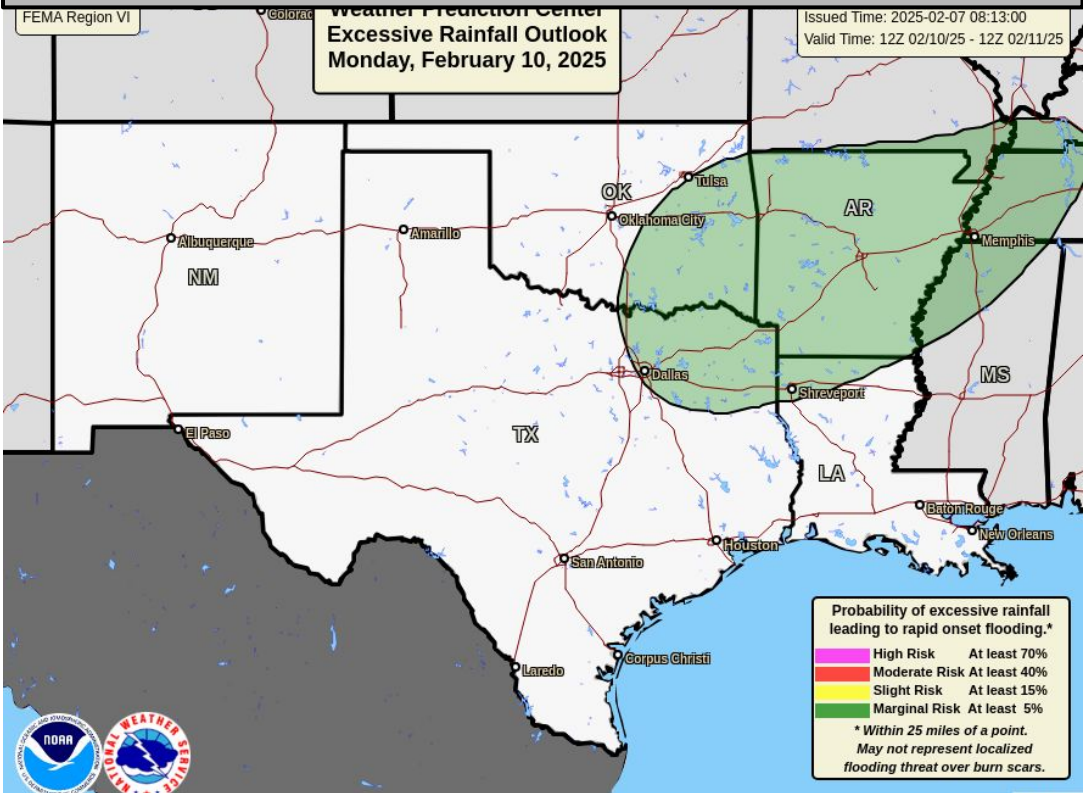 FEMA Region VI
Colorad
Weather Prediction Center
Excessive Rainfall Outlook
Monday, February 10, 2025
Issued Time: 2025-02-07 08:13:00
Valid Time: 12Z 02/10/25 - 12Z 02/11/25
Tulsa
OK
Oklahoma City
AR
Albuquerque
Amarillo
Memphis
NM
Dallas
MS
Shreveport
El Paso
TX
LA
Baton Rouge
New Orleans
Houston
San Antonio
Corpus Christi
Laredo
Probability of excessive rainfall
leading to rapid onset flooding.*
High Risk At least 70%
Moderate Risk At least 40%
Slight Risk At least 15%
Marginal Risk At least 5%
* Within 25 miles of a point.
May not represent localized
flooding threat over burn scars.
NOAA
NATIONAL WEATHER SERVICE